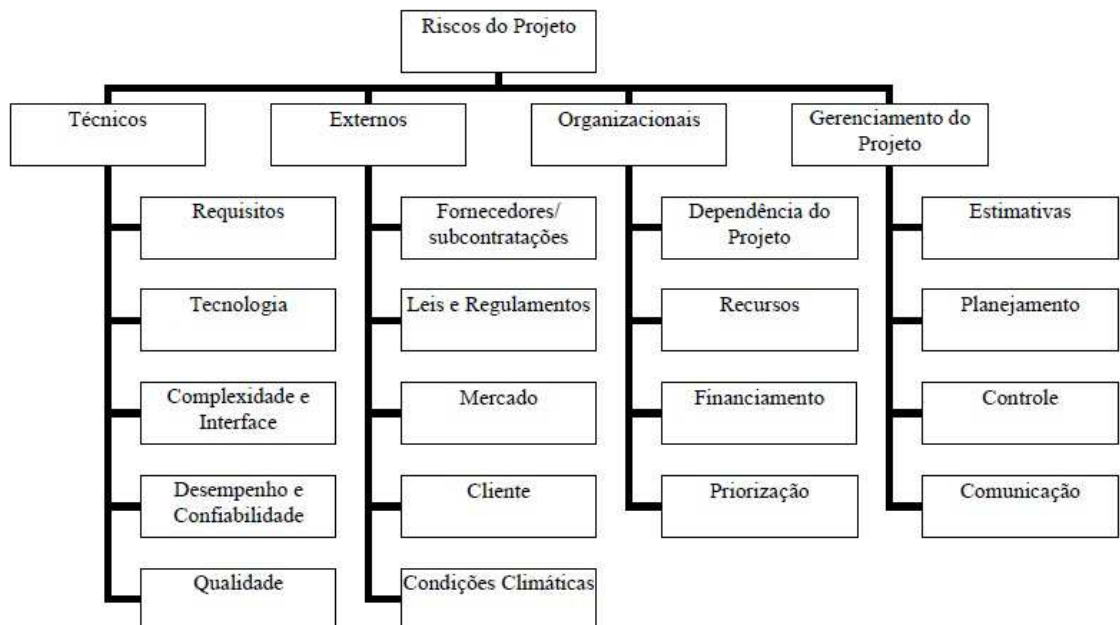 Riscos do Projeto
Técnicos
Externos
Organizacionais
Gerenciamento do
Projeto
Requisitos
Fornecedores/
subcontratações
Dependência do
Projeto
Estimativas
Tecnologia
Leis e Regulamentos
Recursos
Planejamento
Complexidade e
Interface
Mercado
Financiamento
Controle
Desempenho e
Confiabilidade
Cliente
Priorização
Comunicação
Qualidade
Condições Climáticas